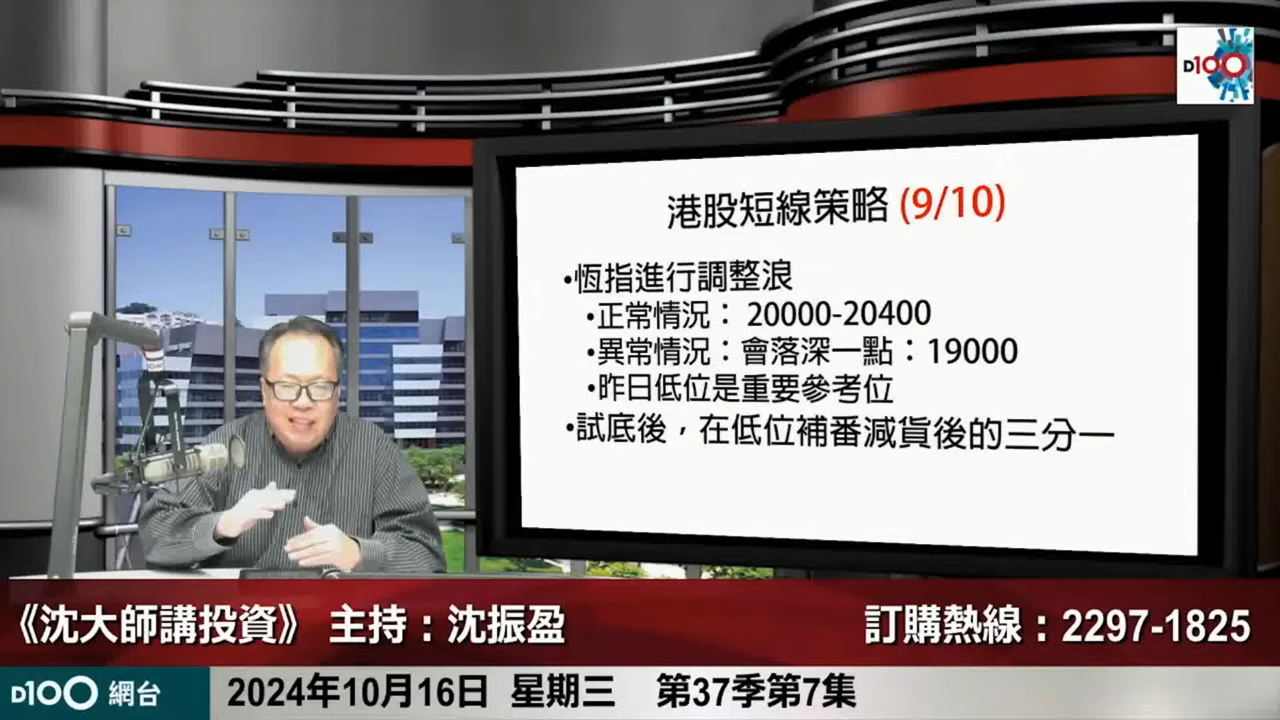 D100
港股短線策略 (9/10)
•恆指進行調整浪
•正常情況： 20000-20400
•異常情況：會落深一點：19000
•昨日低位是重要參考位
•試底後，在低位補番減貨後的三分一
《沈大師講投資》 主持：沈振盈 訂購熱線：2297-1825
D100 網台 2024年10月16日 星期三 第37季第7集